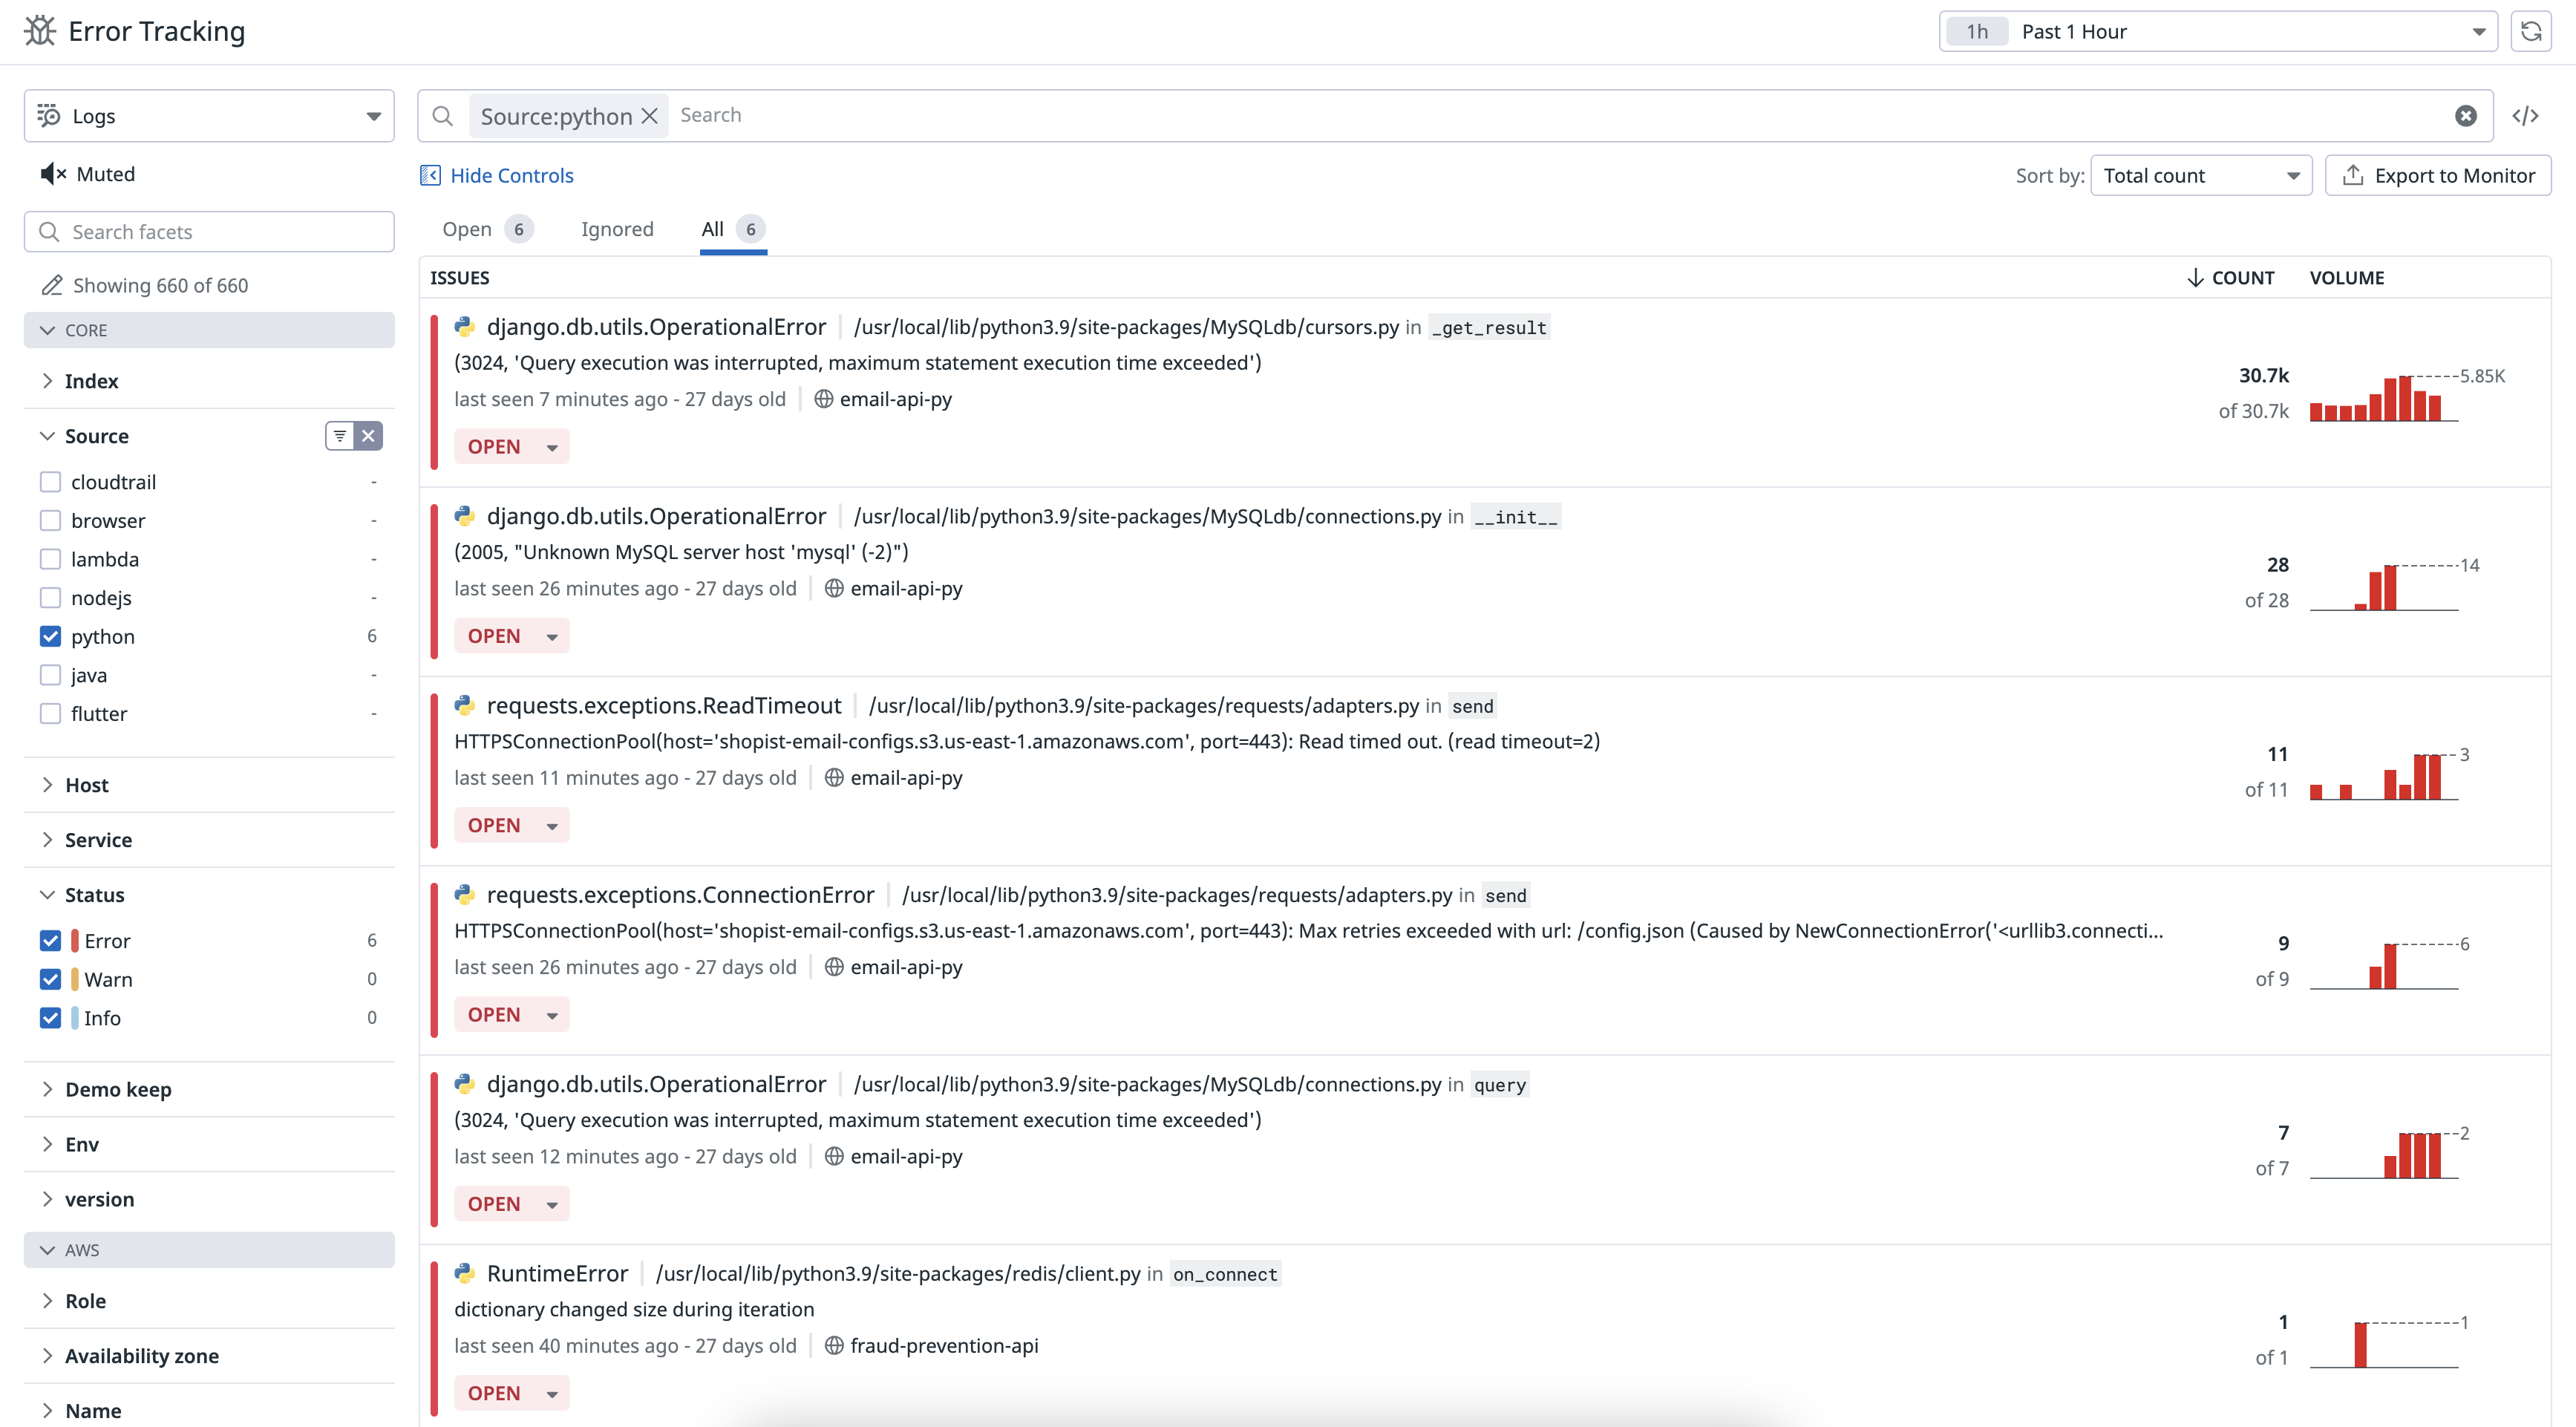 Error Tracking
1h Past 1 Hour
Logs
Source:python Search
</>
Muted
Hide Controls
Sort by: Total count
Export to Monitor
Search facets
Open 6 Ignored All 6
Showing 660 of 660
ISSUES COUNT VOLUME
CORE
Index
Source
cloudtrail -
browser -
lambda -
nodejs -
python 6
java -
flutter -
Host
Service
Status
Error 6
Warn 0
Info 0
Demo keep
Env
version
AWS
Role
Availability zone
Name
django.db.utils.OperationalError /usr/local/lib/python3.9/site-packages/MySQLdb/cursors.py in _get_result
(3024, 'Query execution was interrupted, maximum statement execution time exceeded')
last seen 7 minutes ago - 27 days old email-api-py
OPEN
30.7k
of 30.7k
5.85K
django.db.utils.OperationalError /usr/local/lib/python3.9/site-packages/MySQLdb/connections.py in __init__
(2005, "Unknown MySQL server host 'mysql' (-2)")
last seen 26 minutes ago - 27 days old email-api-py
OPEN
28
of 28
14
requests.exceptions.ReadTimeout /usr/local/lib/python3.9/site-packages/requests/adapters.py in send
HTTPSConnectionPool(host='shopist-email-configs.s3.us-east-1.amazonaws.com', port=443): Read timed out. (read timeout=2)
last seen 11 minutes ago - 27 days old email-api-py
OPEN
11
of 11
3
requests.exceptions.ConnectionError /usr/local/lib/python3.9/site-packages/requests/adapters.py in send
HTTPSConnectionPool(host='shopist-email-configs.s3.us-east-1.amazonaws.com', port=443): Max retries exceeded with url: /config.json (Caused by NewConnectionError('<urllib3.connecti...
last seen 26 minutes ago - 27 days old email-api-py
OPEN
9
of 9
6
django.db.utils.OperationalError /usr/local/lib/python3.9/site-packages/MySQLdb/connections.py in query
(3024, 'Query execution was interrupted, maximum statement execution time exceeded')
last seen 12 minutes ago - 27 days old email-api-py
OPEN
7
of 7
2
RuntimeError /usr/local/lib/python3.9/site-packages/redis/client.py in on_connect
dictionary changed size during iteration
last seen 40 minutes ago - 27 days old fraud-prevention-api
OPEN
1
of 1
1